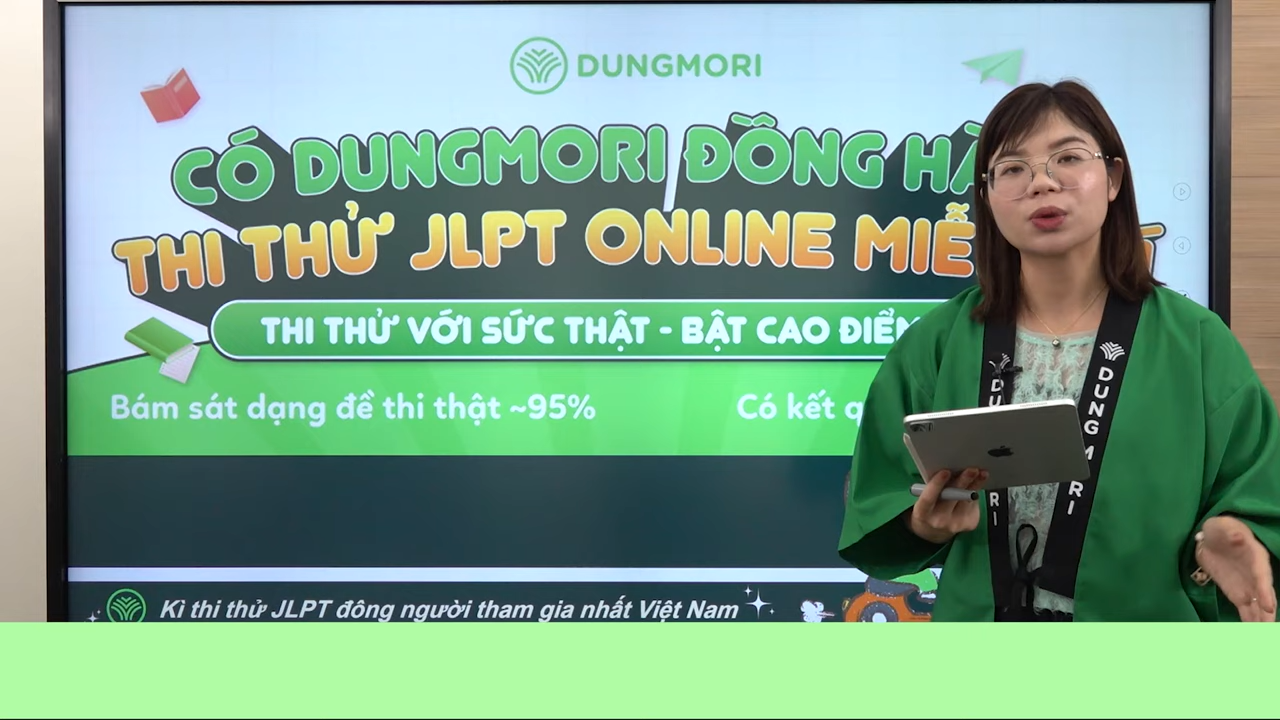 DUNGMORI
CÓ DUNGMORI ĐỒNG
THI THỬ JLPT ONLINE
THI THỬ VỚI SỨC THẬT - BẬT CAO
Bám sát dạng đề thi thật ~95%
Có kết
Kì thi thử JLPT đông người tham gia nhất Việt Nam
DUNGMORI